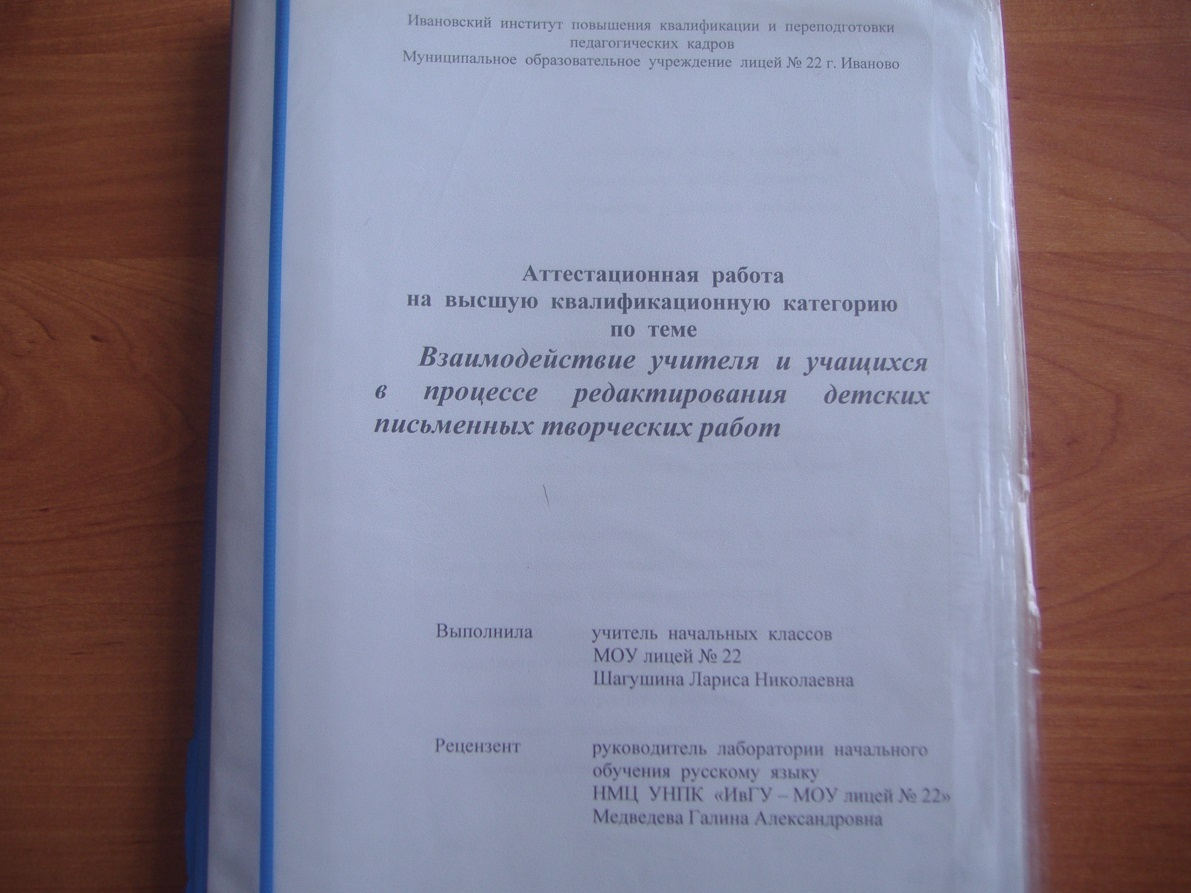 Ивановский институт повышения квалификации и переподготовки
педагогических кадров
Муниципальное образовательное учреждение лицей № 22 г. Иваново
Аттестационная работа
на высшую квалификационную категорию
по теме
Взаимодействие учителя и учащихся
в процессе редактирования детских
письменных творческих работ
Выполнила учитель начальных классов
МОУ лицей № 22
Шагушина Лариса Николаевна
Рецензент руководитель лаборатории начального
обучения русскому языку
НМЦ УНПК «ИвГУ – МОУ лицей № 22»
Медведева Галина Александровна